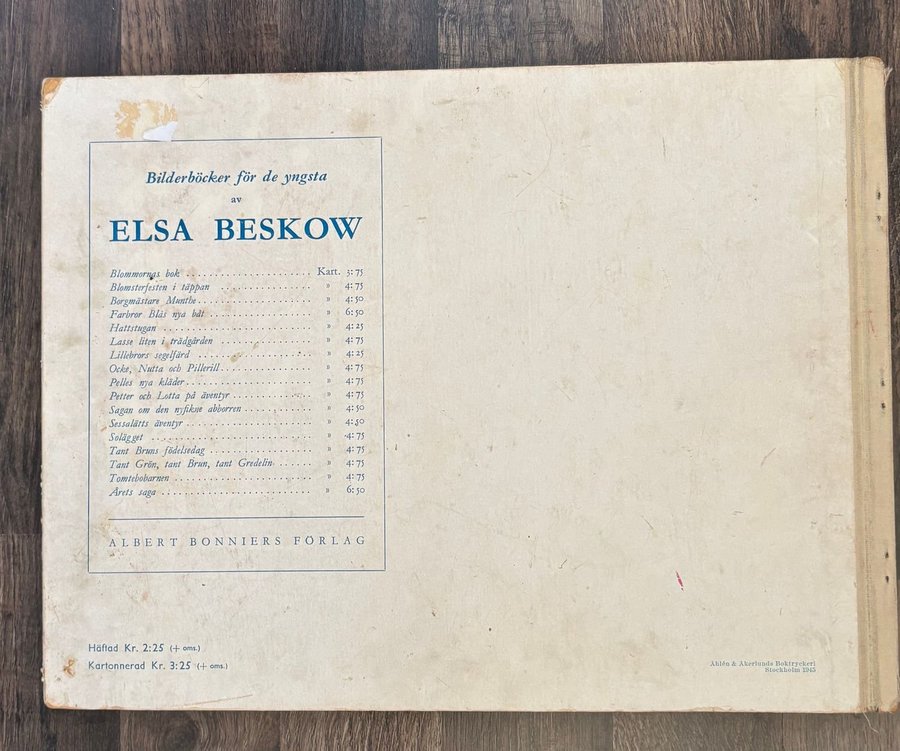 Bilderböcker för de yngsta
av
ELSA BESKOW
Blommornas bok ...................... Kart. 3:75
Blomsterfesten i täppan ................ » 4:75
Borgmästare Munthe .................... » 4:50
Farbror Blås nya båt ................... » 6:50
Hattstugan ........................... » 4:25
Lasse liten i trädgården ................ » 4:75
Lillebrors segelfärd .................... » 4:25
Ocke, Nutta och Pillerill ................ » 4:75
Pelles nya kläder ...................... » 4:75
Petter och Lotta på äventyr .............. » 4:75
Sagan om den nyfikne abborren ............ » 4:50
Sessalätts äventyr ...................... » 4:50
Solägget ............................ » 4:75
Tant Bruns födelsedag ................... » 4:75
Tant Grön, tant Brun, tant Gredelin ....... » 4:75
Tomtebobarnen ........................ » 4:75
Årets saga ........................... » 6:50
ALBERT BONNIERS FÖRLAG
Häftad Kr. 2:25 (+ oms.)
Kartonnerad Kr. 3:25 (+ oms.)
Åhlén & Åkerlunds Boktryckeri
Stockholm 1945